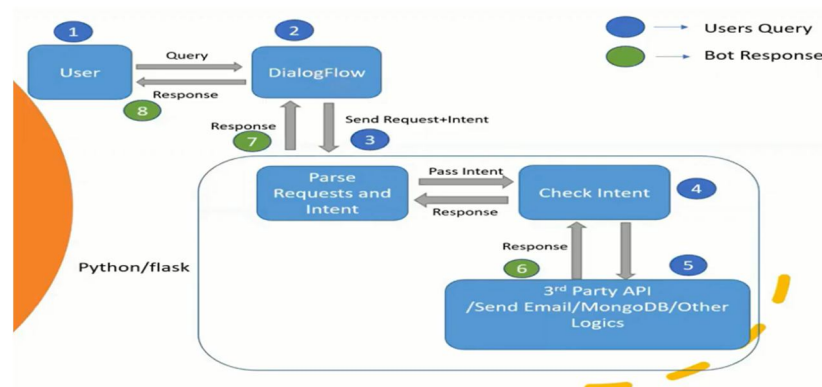 1
2
Users Query
User
Query
DialogFlow
Bot Response
Response
8
Response
7
Send Request+Intent
3
Parse
Requests and
Intent
Pass Intent
Response
Check Intent
4
Python/flask
Response
6
5
3rd Party API
/Send Email/MongoDB/Other
Logics